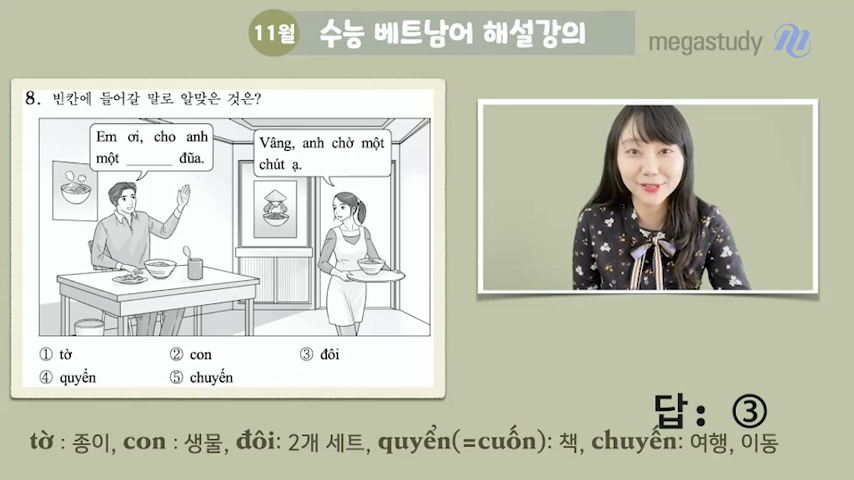 11월 수능 베트남어 해설강의
megastudy
8. 빈칸에 들어갈 말로 알맞은 것은?
Em ơi, cho anh
một ______ đũa.
Vâng, anh chờ một
chút ạ.
① tờ ② con ③ đôi
④ quyển ⑤ chuyến
답: ③
tờ : 종이, con : 생물, đôi: 2개 세트, quyển(=cuốn): 책, chuyến: 여행, 이동